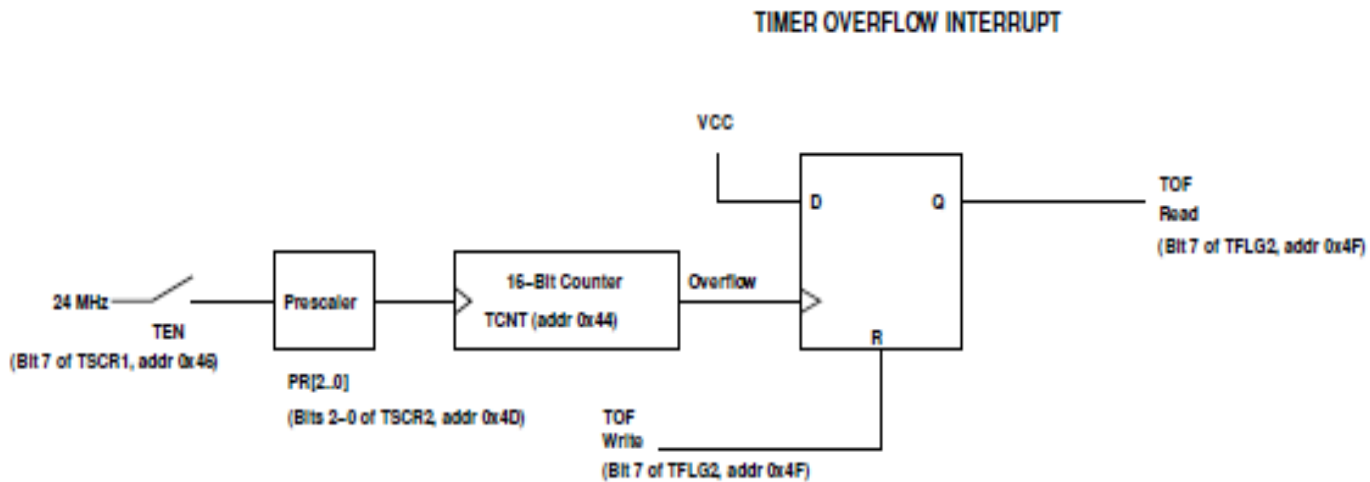 TIMER OVERFLOW INTERRUPT
VCC
D
Q
TOF
Read
(Bit 7 of TFLG2, addr 0x4F)
24 MHz
TEN
(Bit 7 of TSCR1, addr 0x46)
Prescaler
PR[2..0]
(Bits 2-0 of TSCR2, addr 0x4D)
16-Bit Counter
TCNT (addr 0x44)
Overflow
R
TOF
Write
(Bit 7 of TFLG2, addr 0x4F)